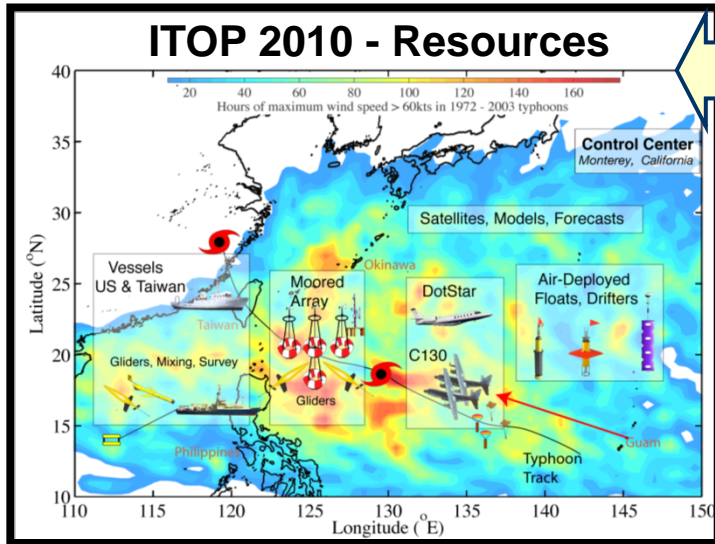 ITOP 2010 - Resources
20 40 60 80 100 120 140 160
Hours of maximum wind speed > 60kts in 1972 - 2003 typhoons
40
35
30
25
20
15
10
Latitude (°N)
Control Center
Monterey, California
Satellites, Models, Forecasts
Vessels
US & Taiwan
Taiwan
Gliders, Mixing, Survey
Philippines
Okinawa
Moored
Array
Gliders
DotStar
C130
Air-Deployed
Floats, Drifters
Guam
Typhoon
Track
110 115 120 125 130 135 140 145 150
Longitude (°E)